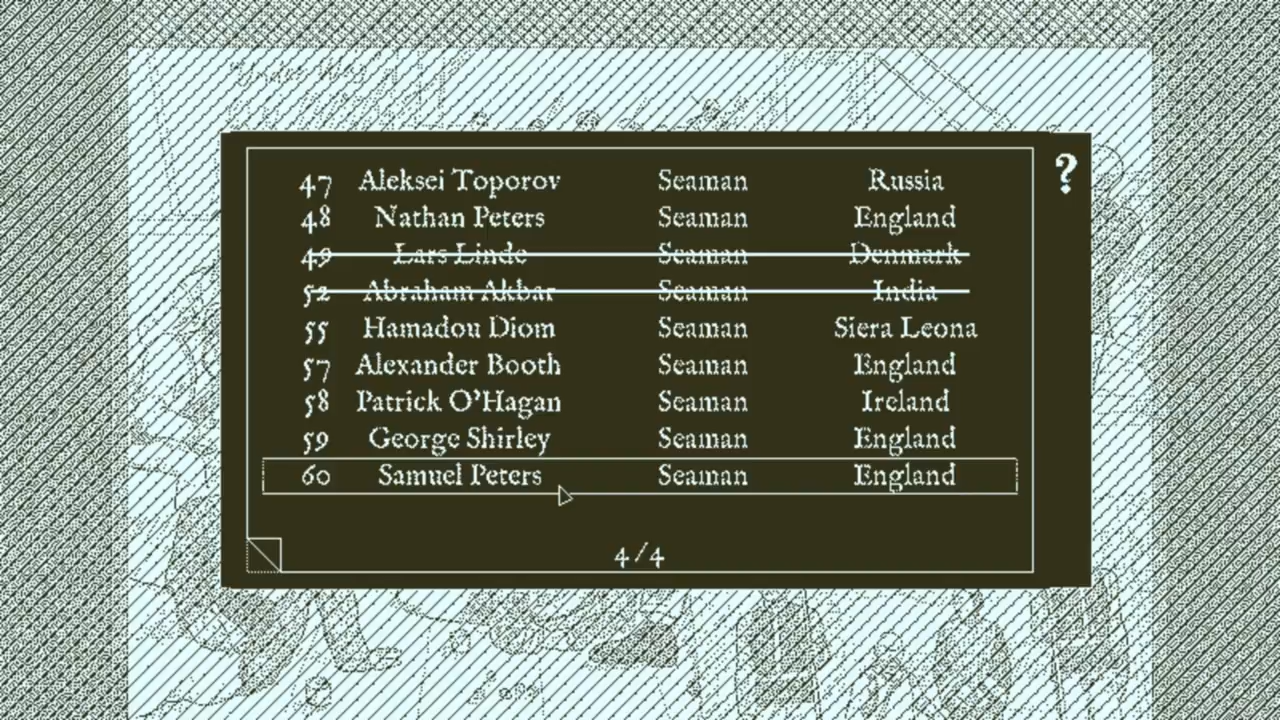 Under Way
?
47 Aleksei Toporov Seaman Russia
48 Nathan Peters Seaman England
49 Lars Linde Seaman Denmark
52 Abraham Akbar Seaman India
55 Hamadou Diom Seaman Siera Leona
57 Alexander Booth Seaman England
58 Patrick O'Hagan Seaman Ireland
59 George Shirley Seaman England
60 Samuel Peters Seaman England
4/4